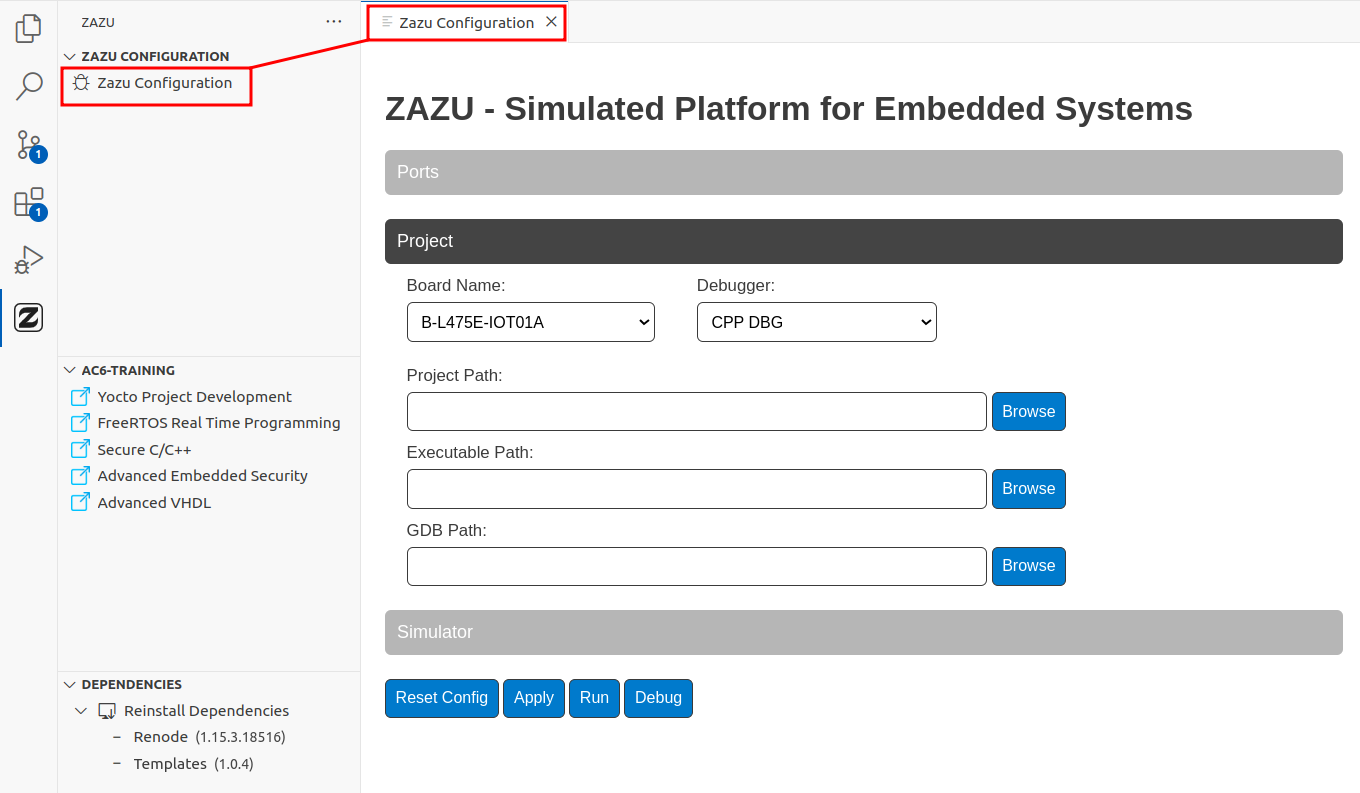 ZAZU
ZAZU CONFIGURATION
Zazu Configuration
1
1
AC6-TRAINING
Yocto Project Development
FreeRTOS Real Time Programming
Secure C/C++
Advanced Embedded Security
Advanced VHDL
DEPENDENCIES
Reinstall Dependencies
Renode (1.15.3.18516)
Templates (1.0.4)
Zazu Configuration
ZAZU - Simulated Platform for Embedded Systems
Ports
Project
Board Name: Debugger:
B-L475E-IOT01A CPP DBG
Project Path:
Browse
Executable Path:
Browse
GDB Path:
Browse
Simulator
Reset Config Apply Run Debug